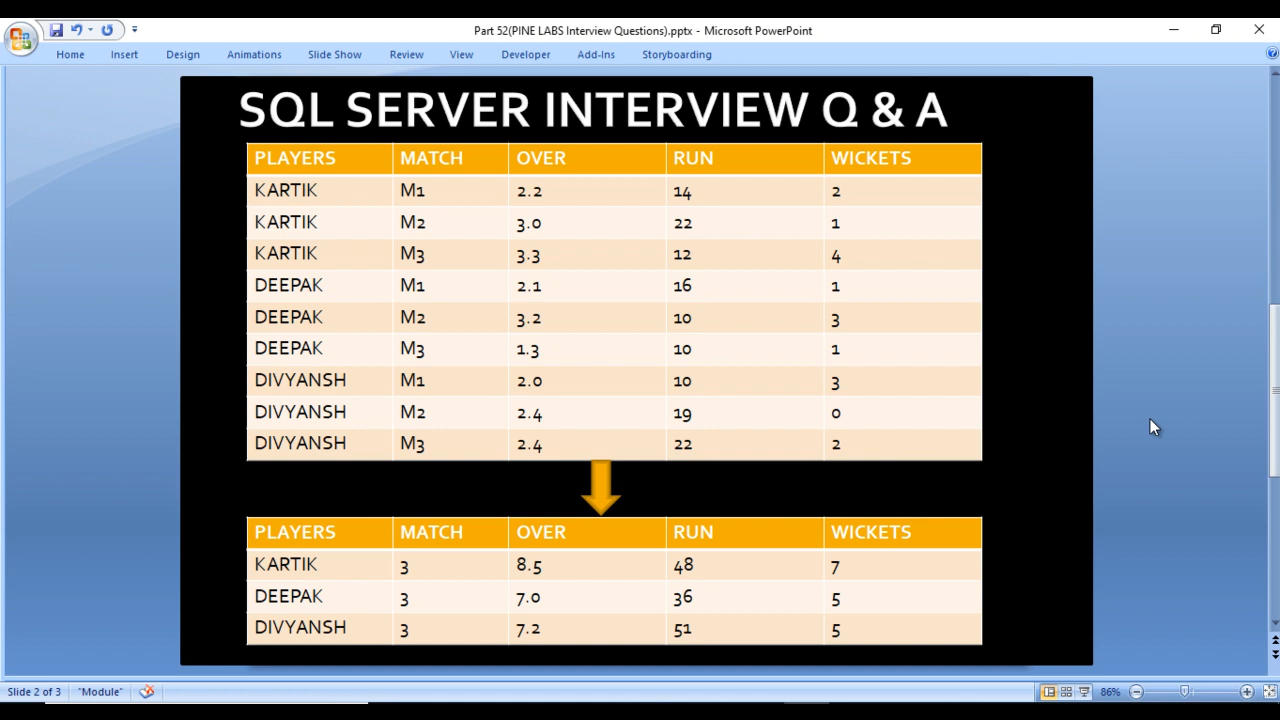 Part 52(PINE LABS Interview Questions).pptx - Microsoft PowerPoint
Home Insert Design Animations Slide Show Review View Developer Add-Ins Storyboarding
SQL SERVER INTERVIEW Q & A
PLAYERS MATCH OVER RUN WICKETS
KARTIK M1 2.2 14 2
KARTIK M2 3.0 22 1
KARTIK M3 3.3 12 4
DEEPAK M1 2.1 16 1
DEEPAK M2 3.2 10 3
DEEPAK M3 1.3 10 1
DIVYANSH M1 2.0 10 3
DIVYANSH M2 2.4 19 0
DIVYANSH M3 2.4 22 2
PLAYERS MATCH OVER RUN WICKETS
KARTIK 3 8.5 48 7
DEEPAK 3 7.0 36 5
DIVYANSH 3 7.2 51 5
Slide 2 of 3 "Module" 86%